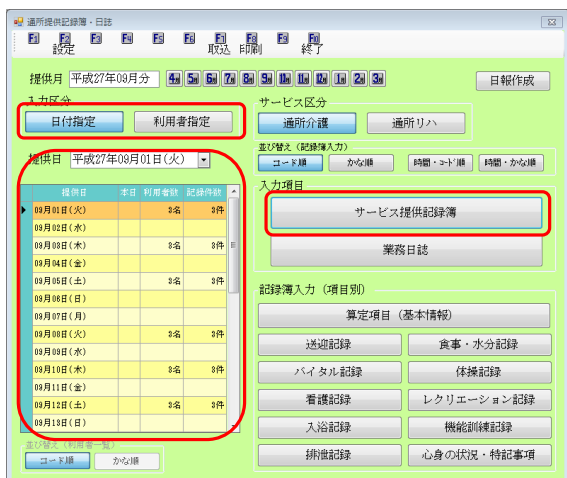 通所提供記録簿・日誌
F1 F2 F3 F4 F5 F6 F7 F8 F9 F10
設定 取込 印刷 終了
提供月 平成27年09月分 4月 5月 6月 7月 8月 9月 10月 11月 12月 1月 2月 3月 日報作成
入力区分
日付指定 利用者指定
サービス区分
通所介護 通所リハ
並び替え（記録簿入力）
コード順 かな順 時間・コード順 時間・かな順
提供日 平成27年09月01日(火)
提供日 本日 利用者数 記録件数
09月01日(火) 3名 3件
09月02日(水)
09月03日(木) 3名 3件
09月04日(金)
09月05日(土) 3名 3件
09月06日(日)
09月07日(月)
09月08日(火) 3名 3件
09月09日(水)
09月10日(木) 3名 3件
09月11日(金)
09月12日(土) 3名 3件
09月13日(日)
並び替え（利用者一覧）
コード順 かな順
入力項目
サービス提供記録簿
業務日誌
記録簿入力（項目別）
算定項目（基本情報）
送迎記録 食事・水分記録
バイタル記録 体操記録
看護記録 レクリエーション記録
入浴記録 機能訓練記録
排泄記録 心身の状況・特記事項